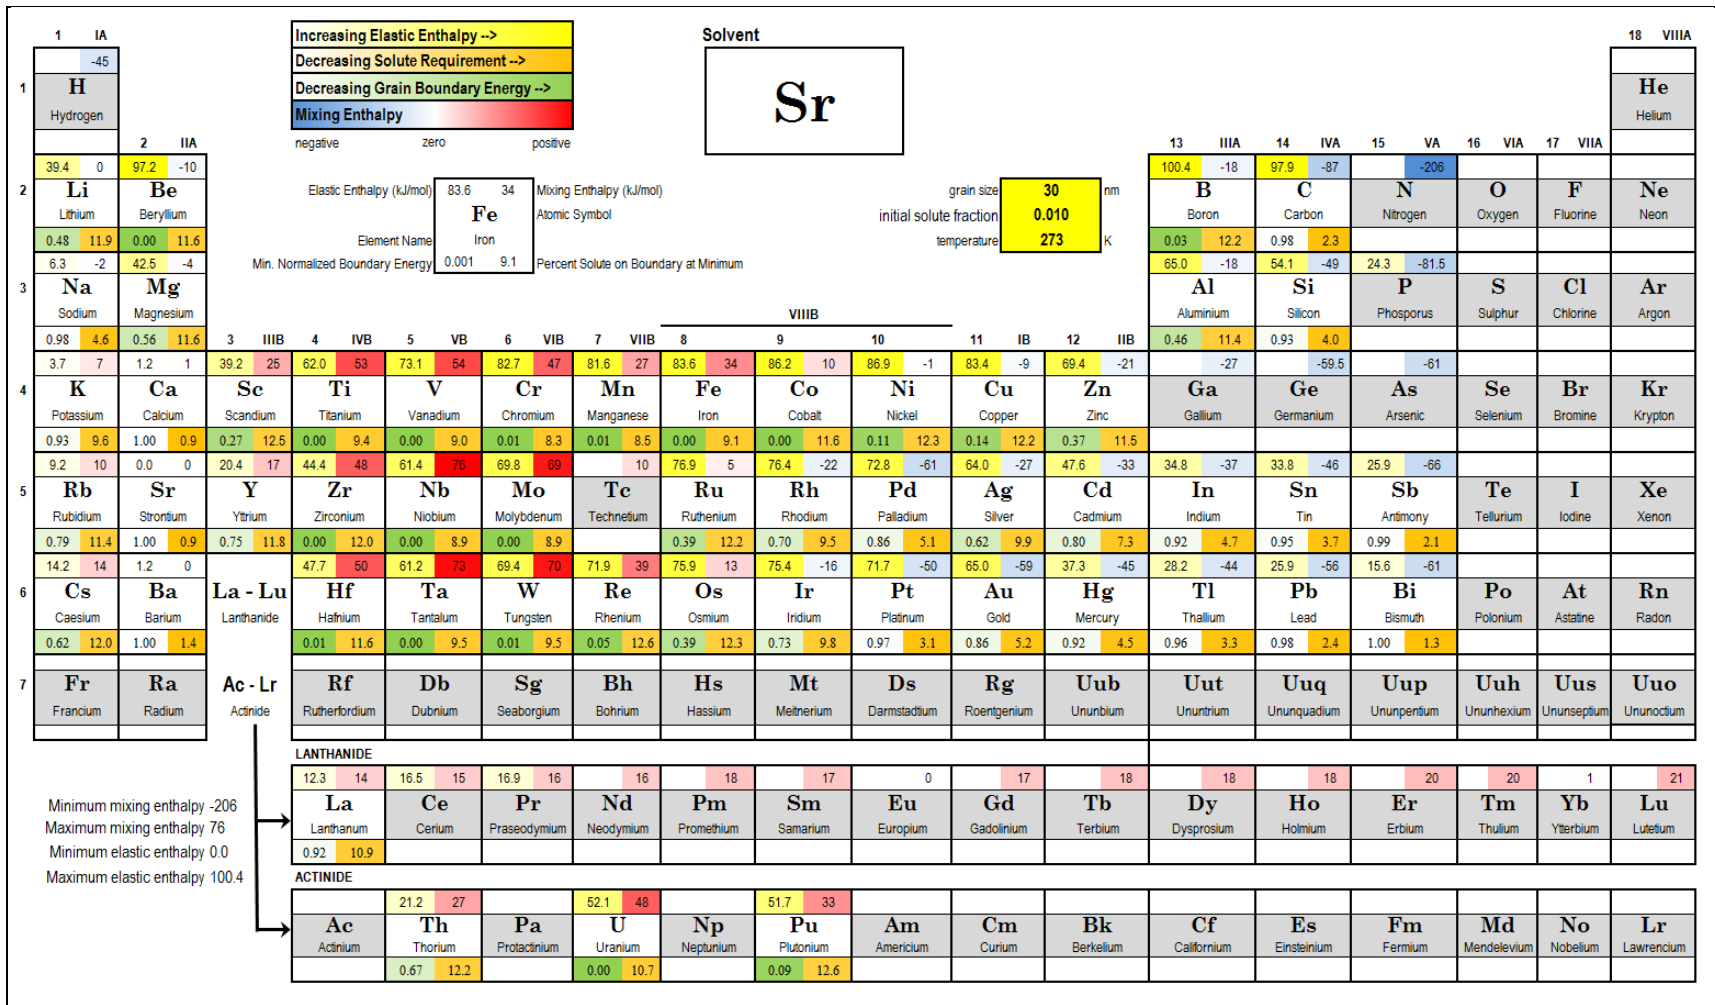 1 IA
Increasing Elastic Enthalpy -->
Solvent
18 VIIIA
-45
Decreasing Solute Requirement -->
1
H
Decreasing Grain Boundary Energy -->
Sr
He
Hydrogen
Mixing Enthalpy
Helium
2 IIA
negative zero positive
13 IIIA 14 IVA 15 VA 16 VIA 17 VIIA
39.4 0 97.2 -10
100.4 -18 97.9 -87 -206
2
Li Be
Elastic Enthalpy (kJ/mol) 83.6 34 Mixing Enthalpy (kJ/mol)
grain size 30 nm
B C N O F Ne
Lithium Beryllium
Fe Atomic Symbol
initial solute fraction 0.010
Boron Carbon Nitrogen Oxygen Fluorine Neon
0.48 11.9 0.00 11.6
Element Name Iron
temperature 273 K
0.03 12.2 0.98 2.3
6.3 -2 42.5 -4
Min. Normalized Boundary Energy 0.001 9.1 Percent Solute on Boundary at Minimum
65.0 -18 54.1 -49 24.3 -81.5
3
Na Mg Al Si P S Cl Ar
Sodium Magnesium Aluminium Silicon Phosporus Sulphur Chlorine Argon
VIIIB
0.98 4.6 0.56 11.6 3 IIIB 4 IVB 5 VB 6 VIB 7 VIIB 8 9 10 11 IB 12 IIB 0.46 11.4 0.93 4.0
3.7 7 1.2 1 39.2 25 62.0 53 73.1 54 82.7 47 81.6 27 83.6 34 86.2 10 86.9 -1 83.4 -9 69.4 -21 -27 -59.5 -61
4
K Ca Sc Ti V Cr Mn Fe Co Ni Cu Zn Ga Ge As Se Br Kr
Potassium Calcium Scandium Titanium Vanadium Chromium Manganese Iron Cobalt Nickel Copper Zinc Gallium Germanium Arsenic Selenium Bromine Krypton
0.93 9.6 1.00 0.9 0.27 12.5 0.00 9.4 0.00 9.0 0.01 8.3 0.01 8.5 0.00 9.1 0.00 11.6 0.11 12.3 0.14 12.2 0.37 11.5
9.2 10 0.0 0 20.4 17 44.4 48 61.4 76 69.8 69 10 76.9 5 76.4 -22 72.8 -61 64.0 -27 47.6 -33 34.8 -37 33.8 -46 25.9 -66
5
Rb Sr Y Zr Nb Mo Tc Ru Rh Pd Ag Cd In Sn Sb Te I Xe
Rubidium Strontium Yttrium Zirconium Niobium Molybdenum Technetium Ruthenium Rhodium Palladium Silver Cadmium Indium Tin Antimony Tellurium Iodine Xenon
0.79 11.4 1.00 0.9 0.75 11.8 0.00 12.0 0.00 8.9 0.00 8.9 0.39 12.2 0.70 9.5 0.86 5.1 0.62 9.9 0.80 7.3 0.92 4.7 0.95 3.7 0.99 2.1
14.2 14 1.2 0 47.7 50 61.2 73 69.4 70 71.9 39 75.9 13 75.4 -16 71.7 -50 65.0 -59 37.3 -45 28.2 -44 25.9 -56 15.6 -61
6
Cs Ba La - Lu Hf Ta W Re Os Ir Pt Au Hg Tl Pb Bi Po At Rn
Caesium Barium Lanthanide Hafnium Tantalum Tungsten Rhenium Osmium Iridium Platinum Gold Mercury Thallium Lead Bismuth Polonium Astatine Radon
0.62 12.0 1.00 1.4 0.01 11.6 0.00 9.5 0.01 9.5 0.05 12.6 0.39 12.3 0.73 9.8 0.97 3.1 0.86 5.2 0.92 4.5 0.96 3.3 0.98 2.4 1.00 1.3
7
Fr Ra Ac - Lr Rf Db Sg Bh Hs Mt Ds Rg Uub Uut Uuq Uup Uuh Uus Uuo
Francium Radium Actinide Rutherfordium Dubnium Seaborgium Bohrium Hassium Meitnerium Darmstadtium Roentgenium Ununbium Ununtrium Ununquadium Ununpentium Ununhexium Ununseptium Ununoctium
LANTHANIDE
12.3 14 16.5 15 16.9 16 16 18 17 0 17 18 18 18 20 20 1 21
Minimum mixing enthalpy -206
La Ce Pr Nd Pm Sm Eu Gd Tb Dy Ho Er Tm Yb Lu
Maximum mixing enthalpy 76
Lanthanum Cerium Praseodymium Neodymium Promethium Samarium Europium Gadolinium Terbium Dysprosium Holmium Erbium Thulium Ytterbium Lutetium
Minimum elastic enthalpy 0.0
0.92 10.9
Maximum elastic enthalpy 100.4
ACTINIDE
21.2 27 52.1 48 51.7 33
Ac Th Pa U Np Pu Am Cm Bk Cf Es Fm Md No Lr
Actinium Thorium Protactinium Uranium Neptunium Plutonium Americium Curium Berkelium Californium Einsteinium Fermium Mendelevium Nobelium Lawrencium
0.67 12.2 0.00 10.7 0.09 12.6